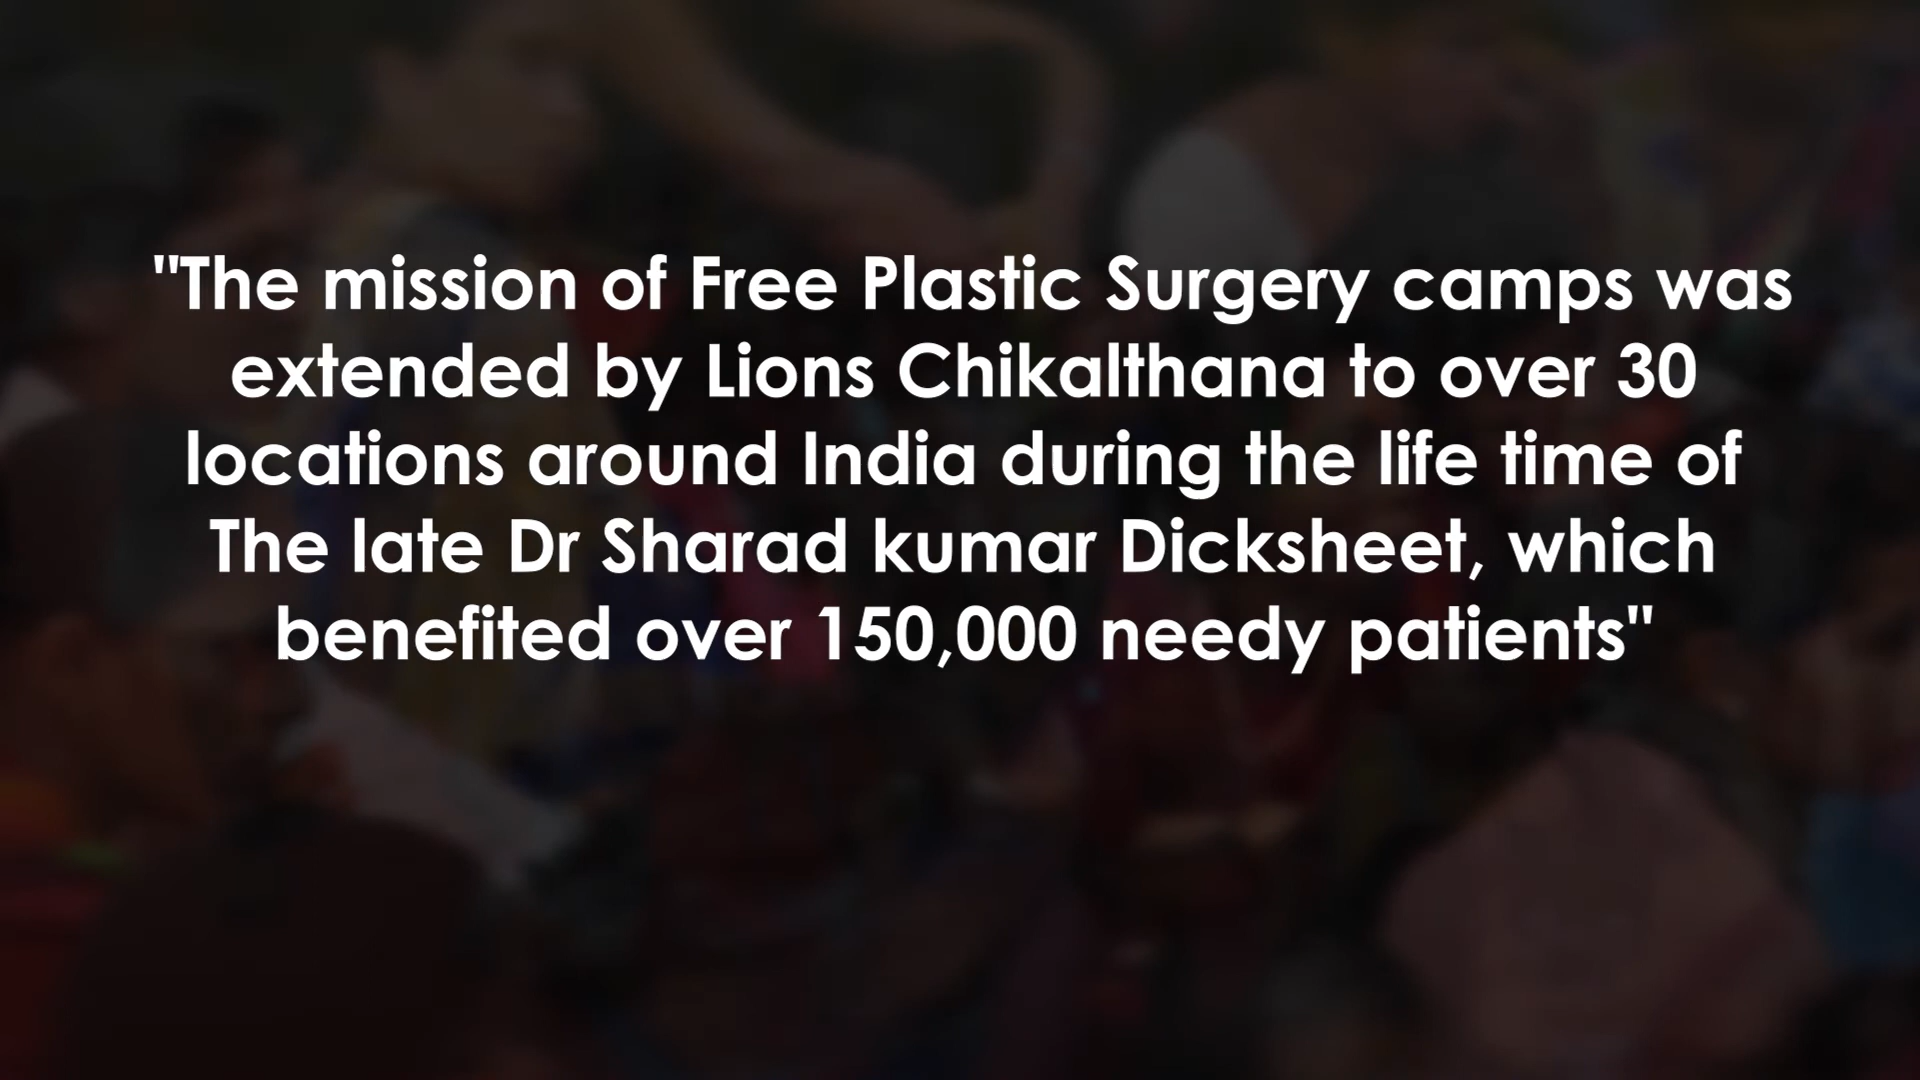 "The mission of Free Plastic Surgery camps was
extended by Lions Chikalthana to over 30
locations around India during the life time of
The late Dr Sharad kumar Dicksheet, which
benefited over 150,000 needy patients"